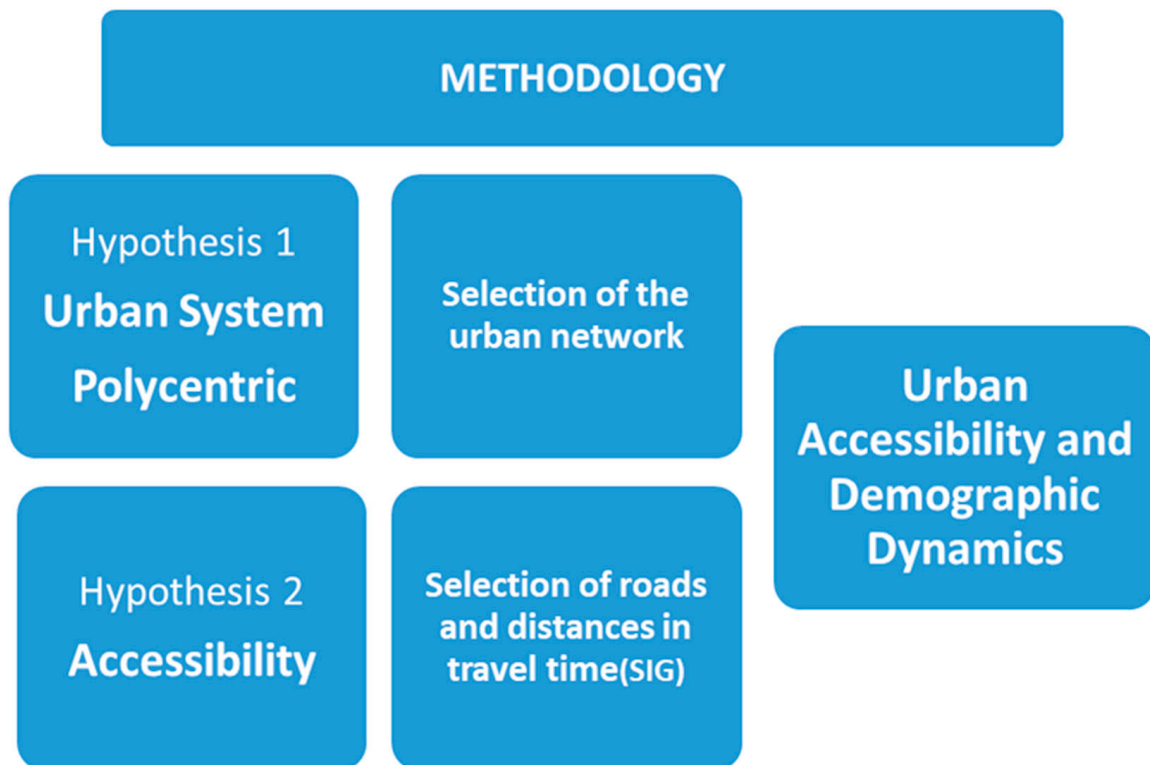 METHODOLOGY
Hypothesis 1
Urban System
Polycentric
Selection of the
urban network
Hypothesis 2
Accessibility
Selection of roads
and distances in
travel time(SIG)
Urban
Accessibility and
Demographic
Dynamics